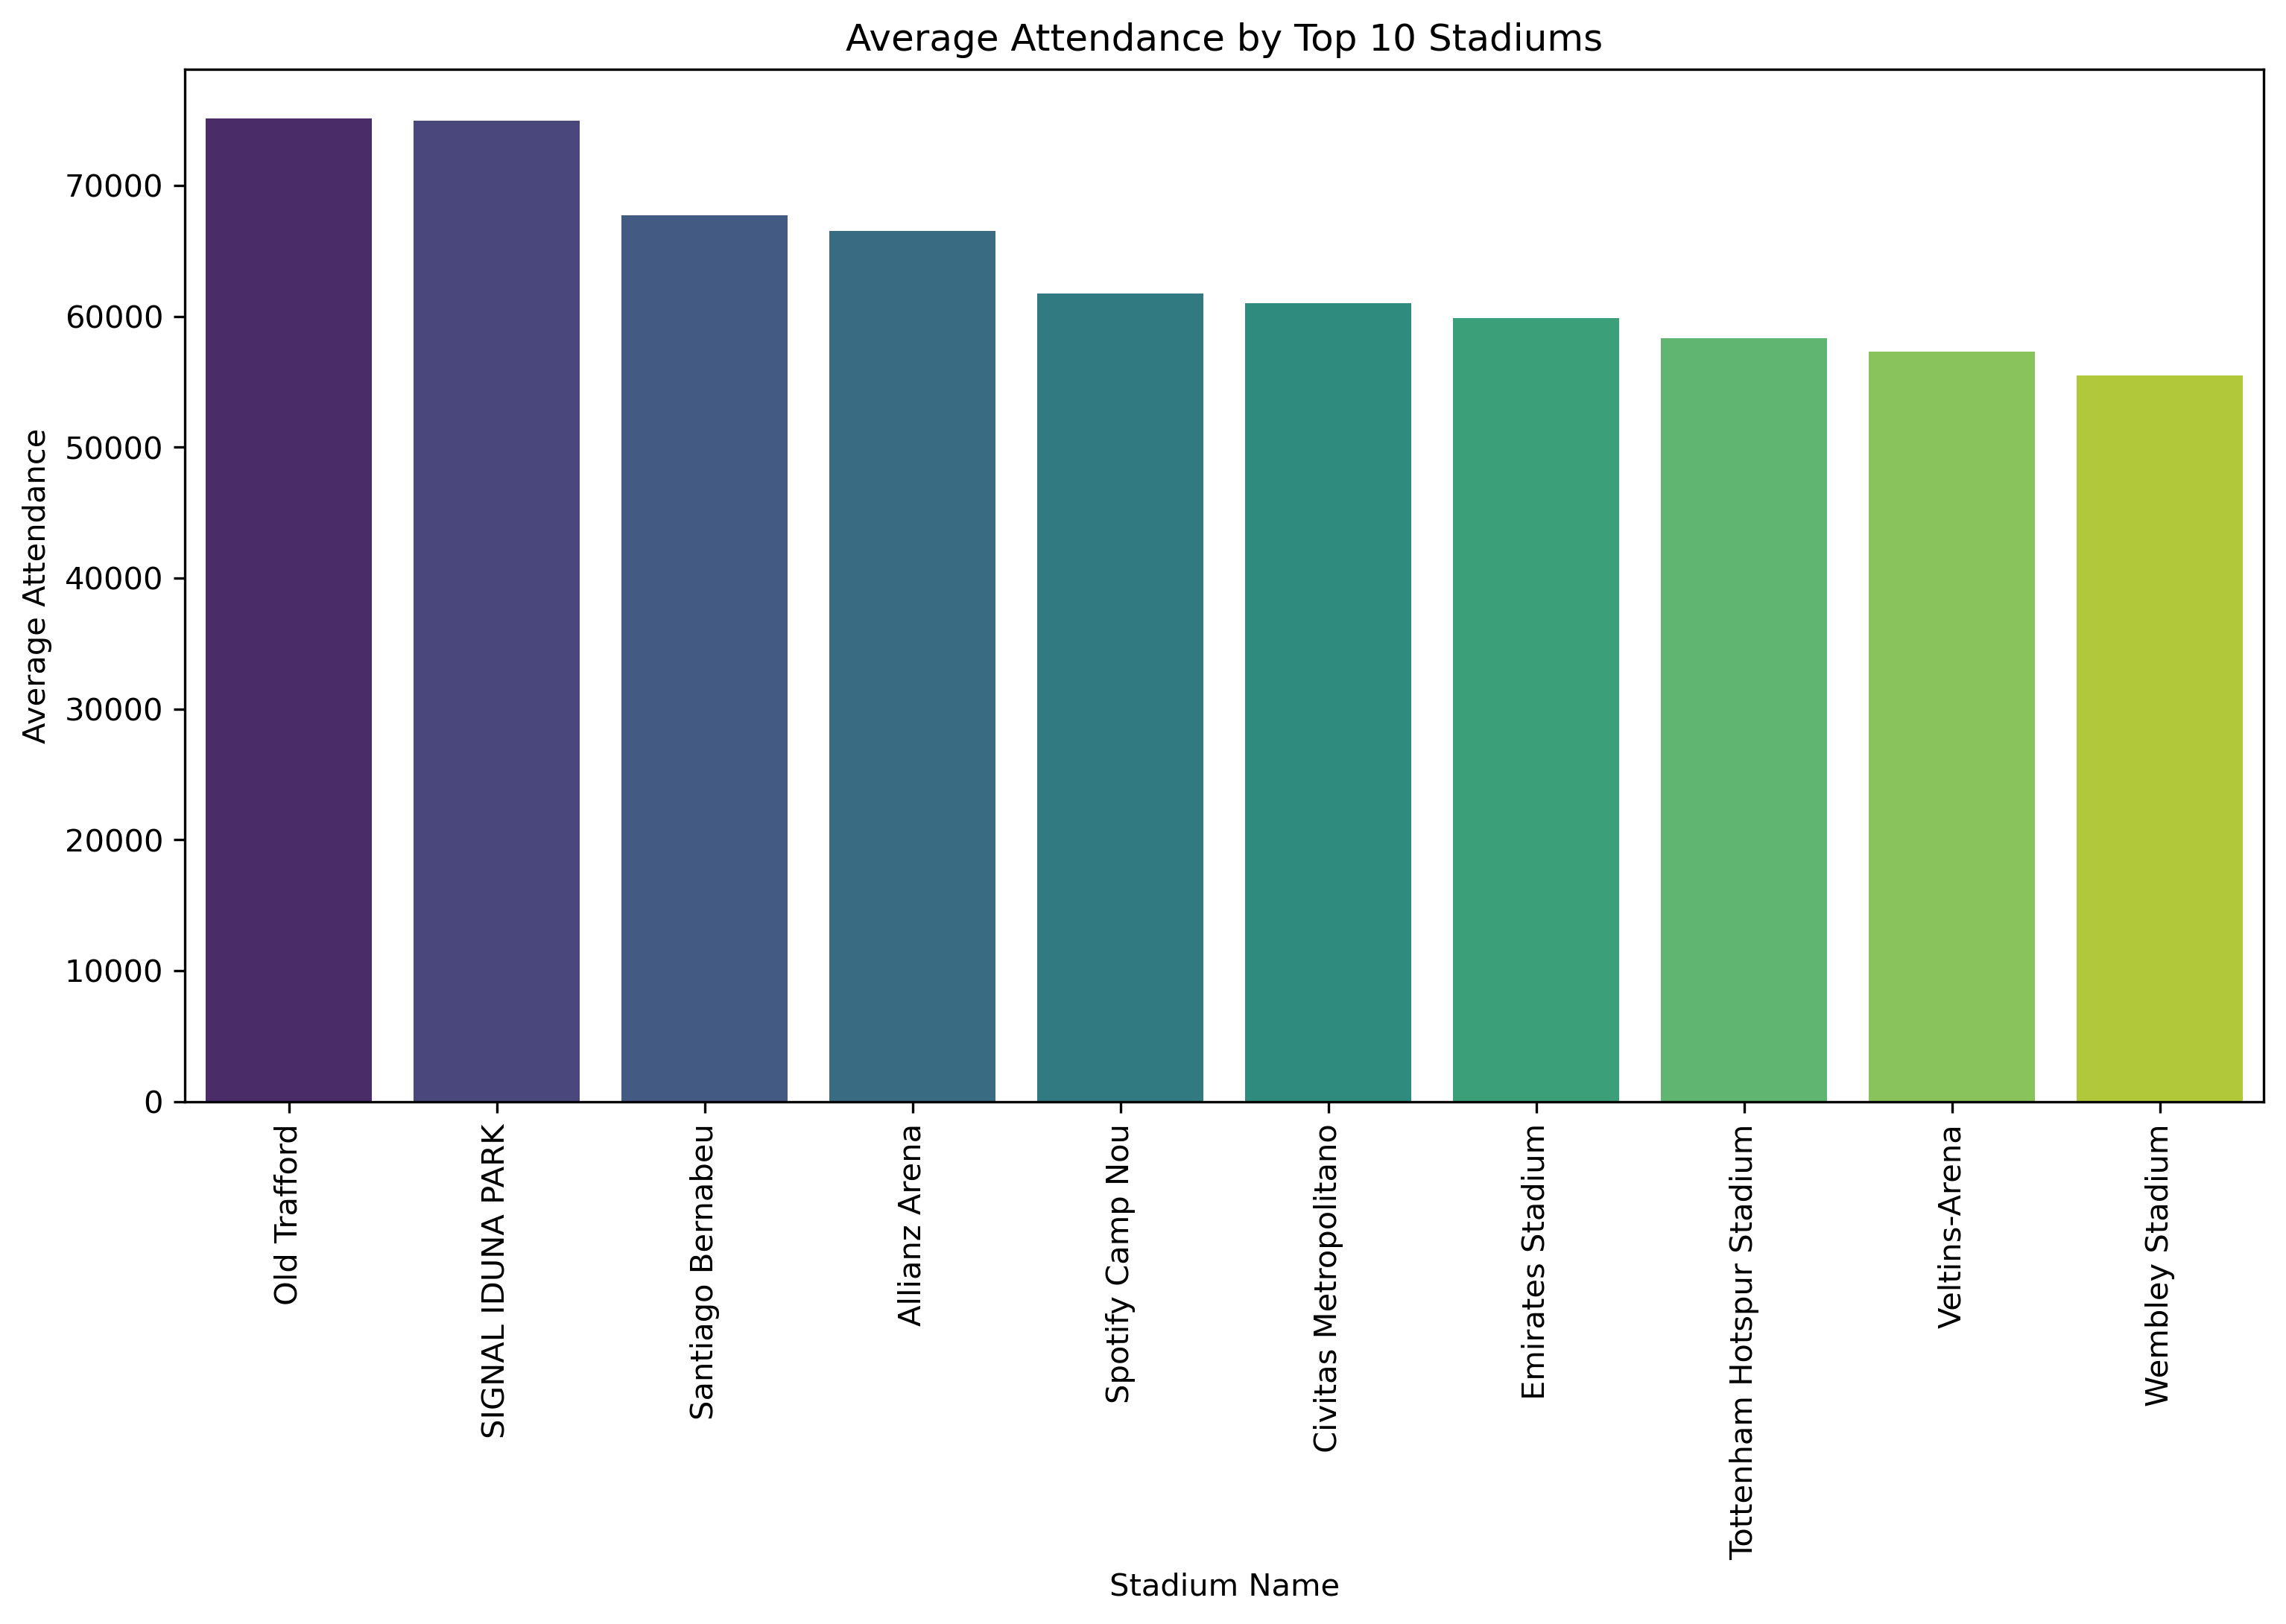 Average Attendance by Top 10 Stadiums
Average Attendance
70000
60000
50000
40000
30000
20000
10000
0
Old Trafford
SIGNAL IDUNA PARK
Santiago Bernabeu
Allianz Arena
Spotify Camp Nou
Civitas Metropolitano
Emirates Stadium
Tottenham Hotspur Stadium
Veltins-Arena
Wembley Stadium
Stadium Name